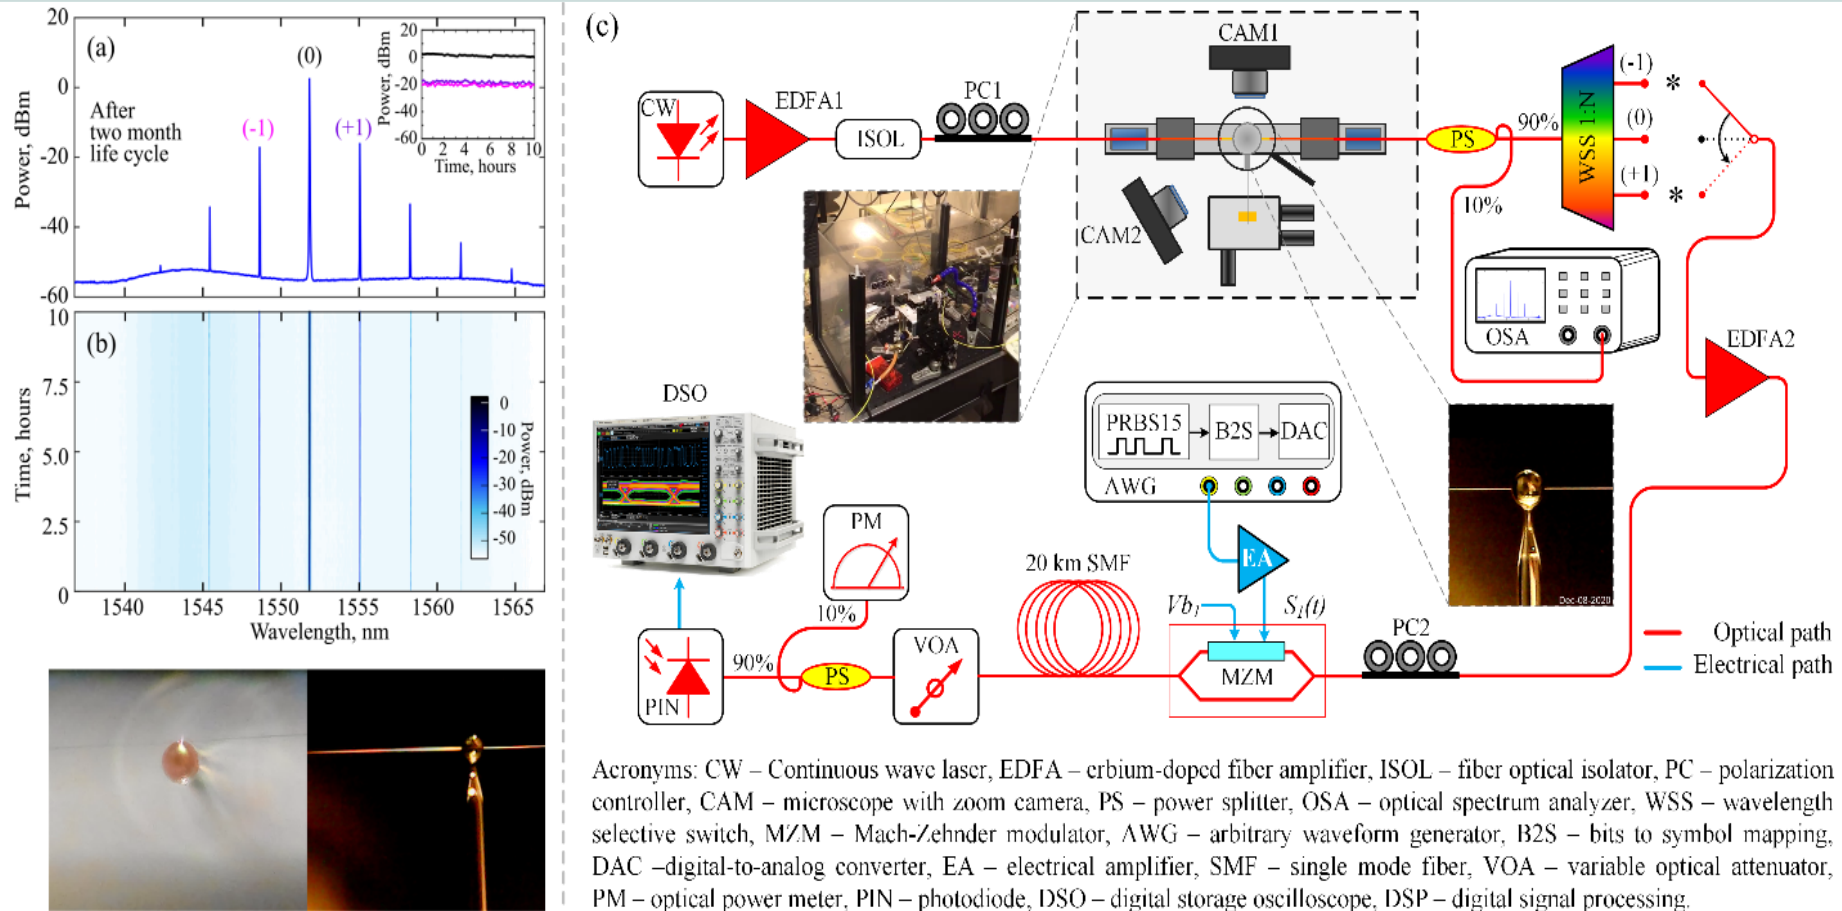 (a)
20
0
-20
-40
-60
Power, dBm
After
two month
life cycle
(-1)
(0)
(+1)
20
0
-20
-40
-60
Power, dBm
0 2 4 6 8 10
Time, hours
(b)
10
7.5
5.0
2.5
0
Time, hours
0
-10
-20
-30
-40
-50
Power, dBm
1540 1545 1550 1555 1560 1565
Wavelength, nm
(c)
CW
EDFA1
ISOL
PC1
CAM1
CAM2
PS
90%
10%
WSS 1:N
(-1)
*
(0)
(+1)
*
OSA
EDFA2
DSO
PRBS15
B2S
DAC
AWG
EA
Dec-08-2020
PM
10%
90%
PIN
PS
VOA
20 km SMF
Vb1
S1(t)
MZM
PC2
Optical path
Electrical path
Acronyms: CW – Continuous wave laser, EDFA – erbium-doped fiber amplifier, ISOL – fiber optical isolator, PC – polarization
controller, CAM – microscope with zoom camera, PS – power splitter, OSA – optical spectrum analyzer, WSS – wavelength
selective switch, MZM – Mach-Zehnder modulator, AWG – arbitrary waveform generator, B2S – bits to symbol mapping,
DAC –digital-to-analog converter, EA – electrical amplifier, SMF – single mode fiber, VOA – variable optical attenuator,
PM – optical power meter, PIN – photodiode, DSO – digital storage oscilloscope, DSP – digital signal processing.